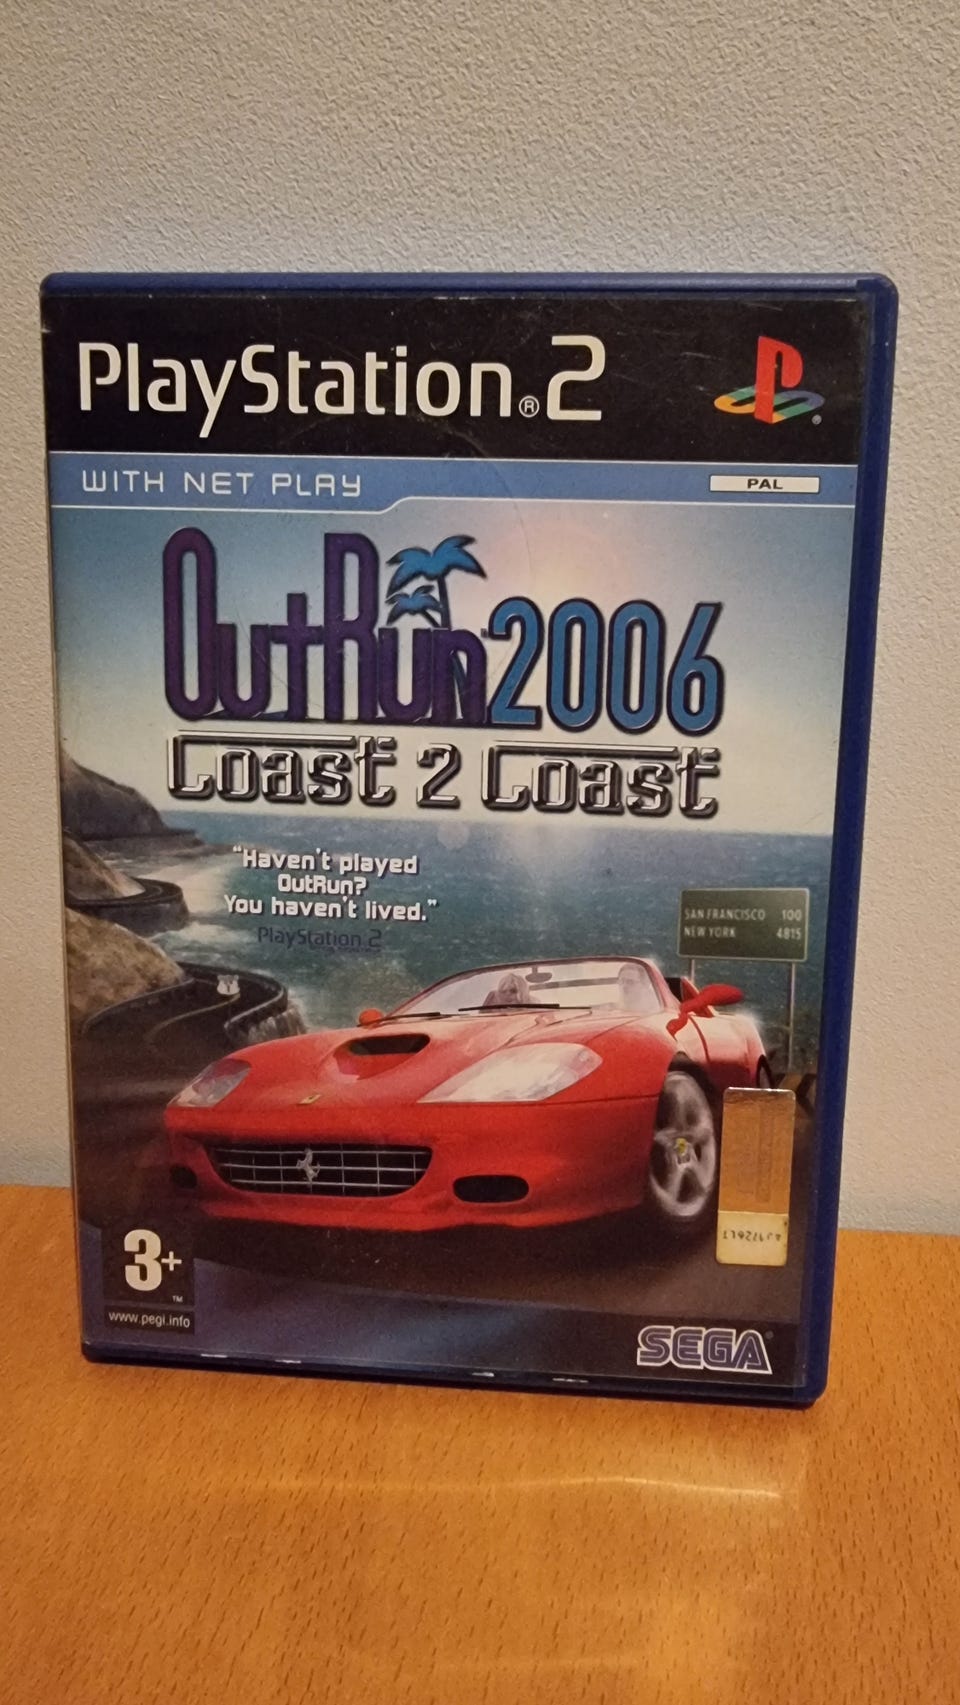 PlayStation®2
WITH NET PLAY
PAL
OutRun2006
Coast 2 Coast
"Haven't played
OutRun?
You haven't lived."
PlayStation 2
SAN FRANCISCO 100
NEW YORK 4815
3+
TM
www.pegi.info
SEGA®